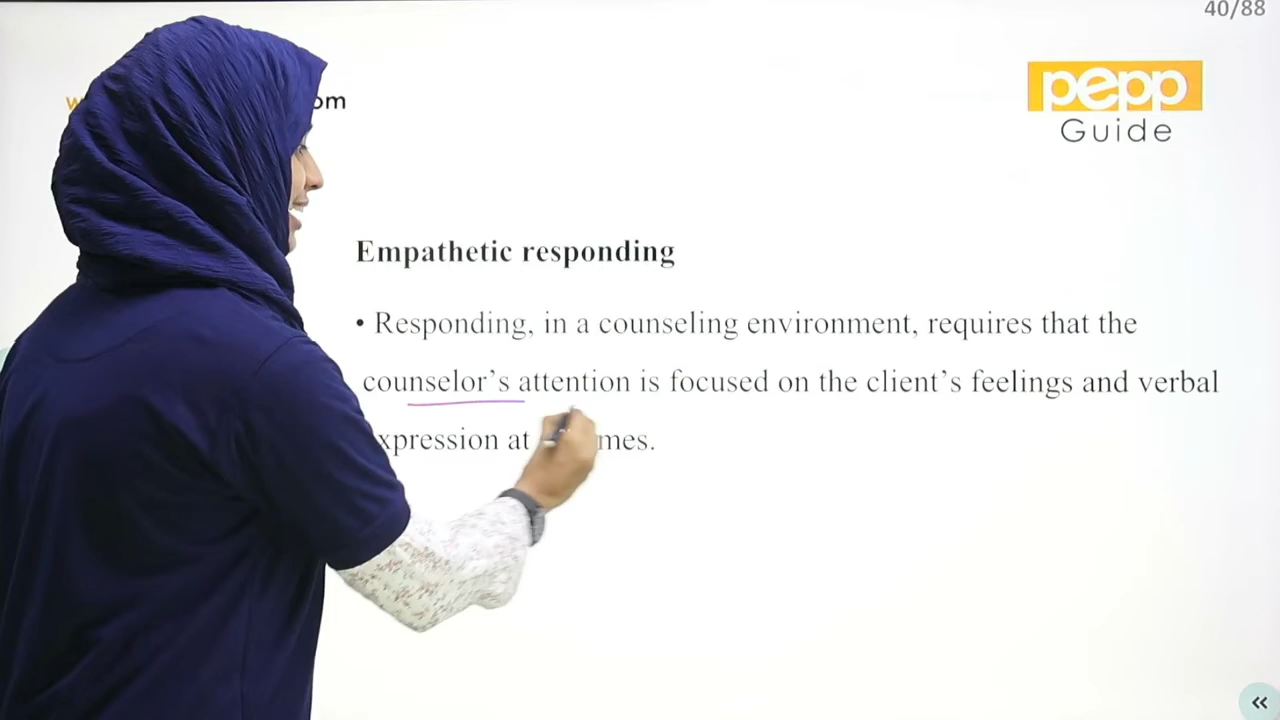 40/88
om
pepp
Guide
Empathetic responding
• Responding, in a counseling environment, requires that the
counselor's attention is focused on the client's feelings and verbal
xpression at mes.
«